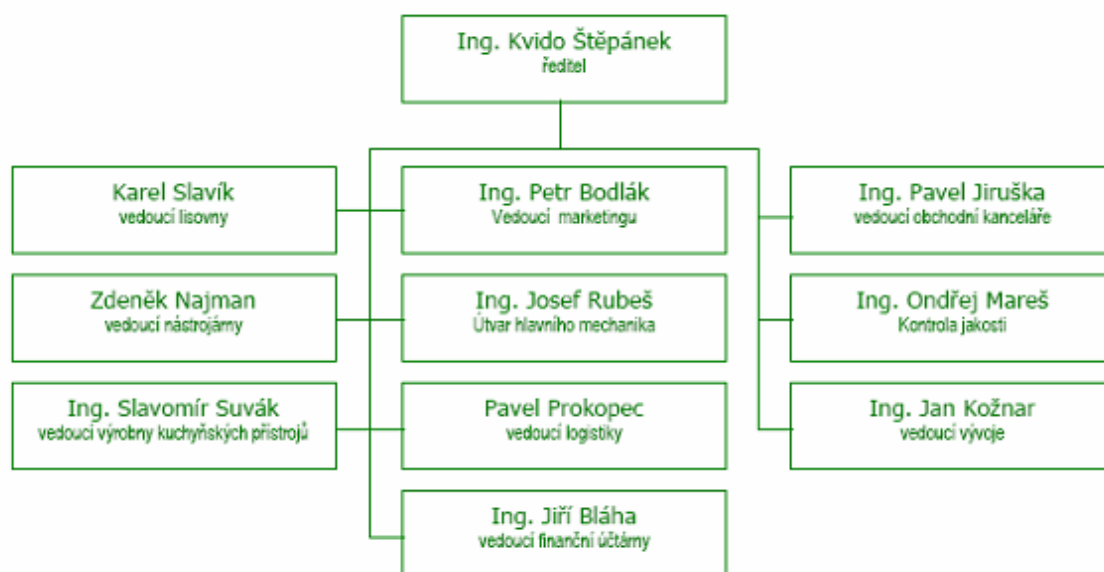 Ing. Kvido Štěpánek
ředitel
Karel Slavík
vedoucí lisovny
Ing. Petr Bodlák
Vedoucí marketingu
Ing. Pavel Jiruška
vedoucí obchodní kanceláře
Zdeněk Najman
vedoucí nástrojárny
Ing. Josef Rubeš
Útvar hlavního mechanika
Ing. Ondřej Mareš
Kontrola jakosti
Ing. Slavomír Suvák
vedoucí výrobny kuchyňských přístrojů
Pavel Prokopec
vedoucí logistiky
Ing. Jan Kožnar
vedoucí vývoje
Ing. Jiří Bláha
vedoucí finanční účtárny